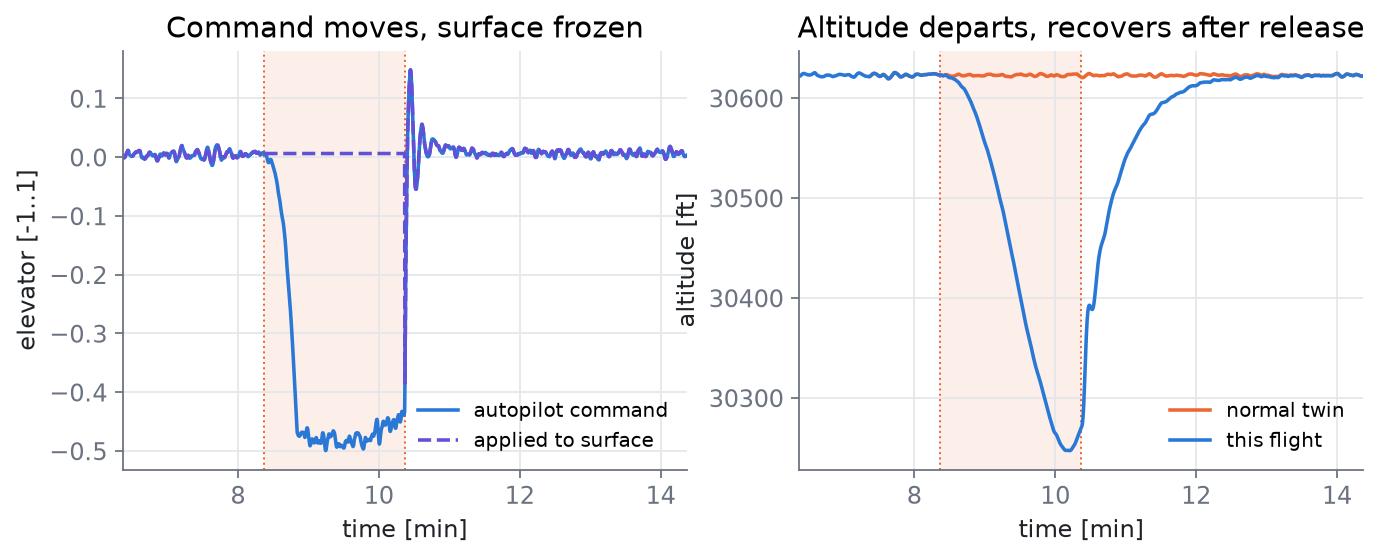 Command moves, surface frozen
elevator [-1..1]
0.1
0.0
−0.1
−0.2
−0.3
−0.4
−0.5
autopilot command
applied to surface
8
10
12
14
time [min]
Altitude departs, recovers after release
altitude [ft]
30600
30500
30400
30300
normal twin
this flight
8
10
12
14
time [min]